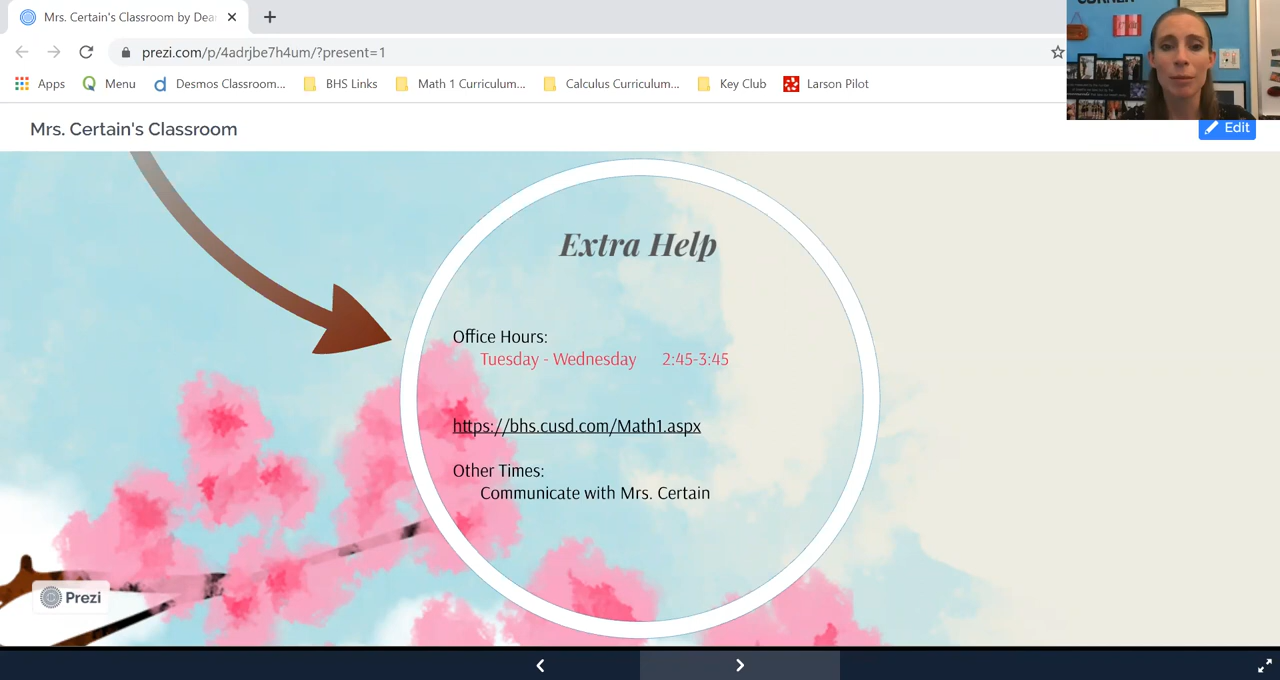 Mrs. Certain's Classroom by Dea
prezi.com/p/4adrjbe7h4um/?present=1
Apps Menu Desmos Classroom... BHS Links Math 1 Curriculum... Calculus Curriculum... Key Club Larson Pilot
Mrs. Certain's Classroom
Edit
Extra Help
Office Hours:
Tuesday - Wednesday 2:45-3:45
https://bhs.cusd.com/Math1.aspx
Other Times:
Communicate with Mrs. Certain
Prezi